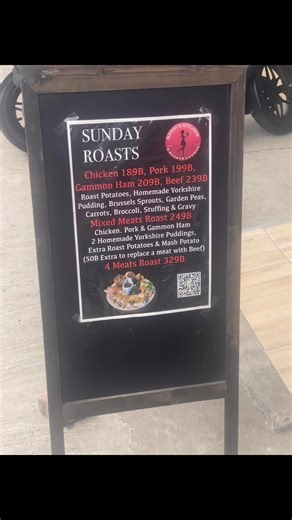 SUNDAY
ROASTS
Chicken 189B, Pork 199B,
Gammon Ham 209B, Beef 239B
Roast Potatoes, Homemade Yorkshire
Pudding, Brussels Sprouts, Garden Peas,
Carrots, Broccoli, Stuffing & Gravy
Mixed Meats Roast 249B
Chicken. Pork & Gammon Ham
2 Homemade Yorkshire Puddings,
Extra Roast Potatoes & Mash Potato
(50B Extra to replace a meat with Beef)
4 Meats Roast 329B